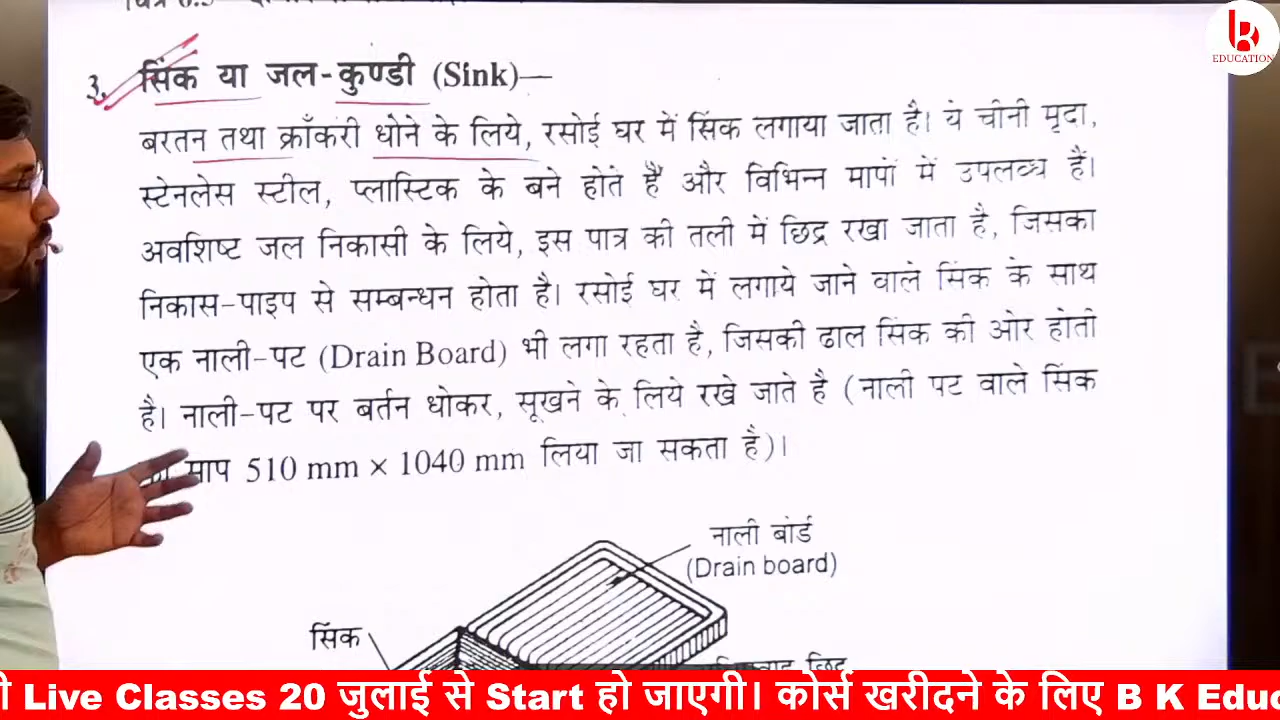 EDUCATION
३. सिंक या जल-कुण्डी (Sink)—
बरतन तथा क्रॉकरी धोने के लिये, रसोई घर में सिंक लगाया जाता है। ये चीनी मृदा,
स्टेनलेस स्टील, प्लास्टिक के बने होते हैं और विभिन्न मापों में उपलब्ध हैं।
अवशिष्ट जल निकासी के लिये, इस पात्र की तली में छिद्र रखा जाता है, जिसका
निकास-पाइप से सम्बन्धन होता है। रसोई घर में लगाये जाने वाले सिंक के साथ
एक नाली-पट (Drain Board) भी लगा रहता है, जिसकी ढाल सिंक की ओर होती
है। नाली-पट पर बर्तन धोकर, सूखने के लिये रखे जाते है (नाली पट वाले सिंक
माप 510 mm × 1040 mm लिया जा सकता है)।
नाली बोर्ड
(Drain board)
सिंक
Live Classes 20 जुलाई से Start हो जाएगी। कोर्स खरीदने के लिए B K